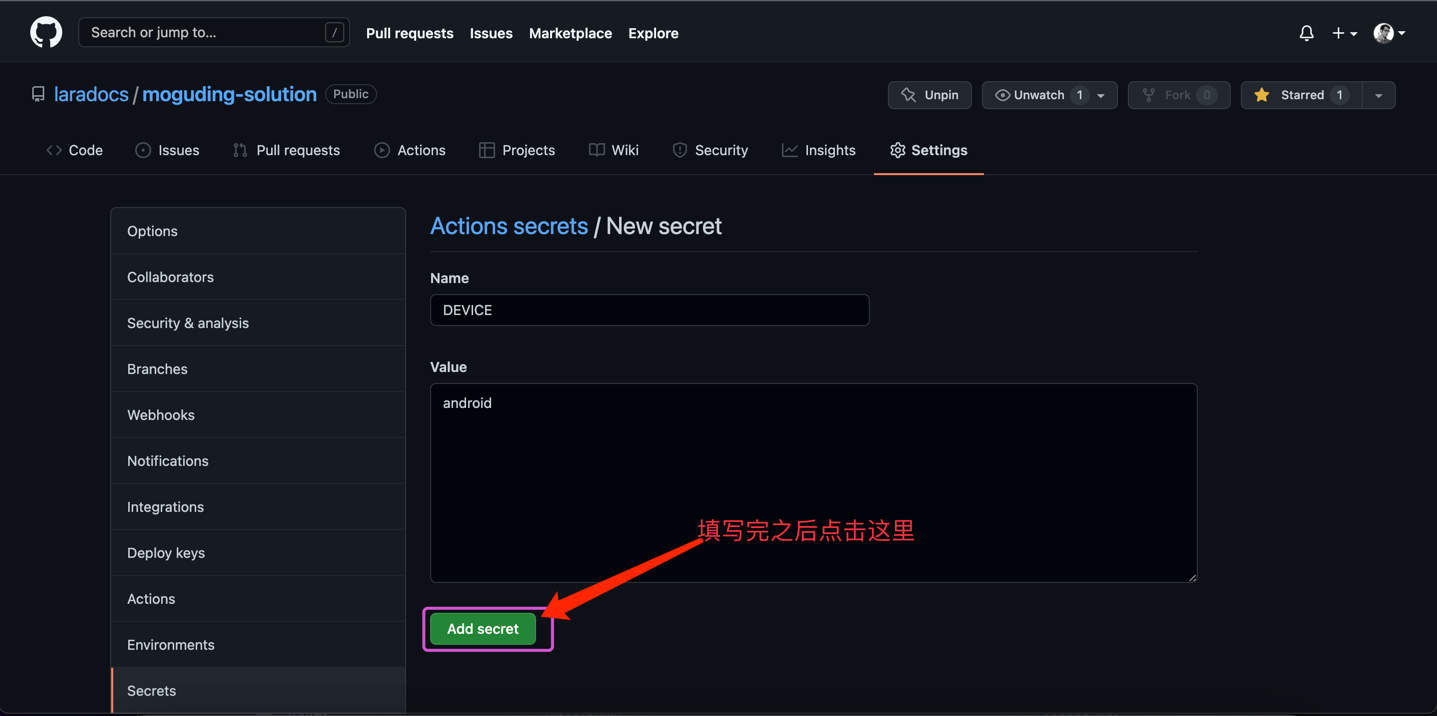 Search or jump to... /
Pull requests Issues Marketplace Explore
laradocs / moguding-solution Public
Unpin Unwatch 1 Fork 0 Starred 1
Code Issues Pull requests Actions Projects Wiki Security Insights Settings
Options
Collaborators
Security & analysis
Branches
Webhooks
Notifications
Integrations
Deploy keys
Actions
Environments
Secrets
Actions secrets / New secret
Name
DEVICE
Value
android
填写完之后点击这里
Add secret